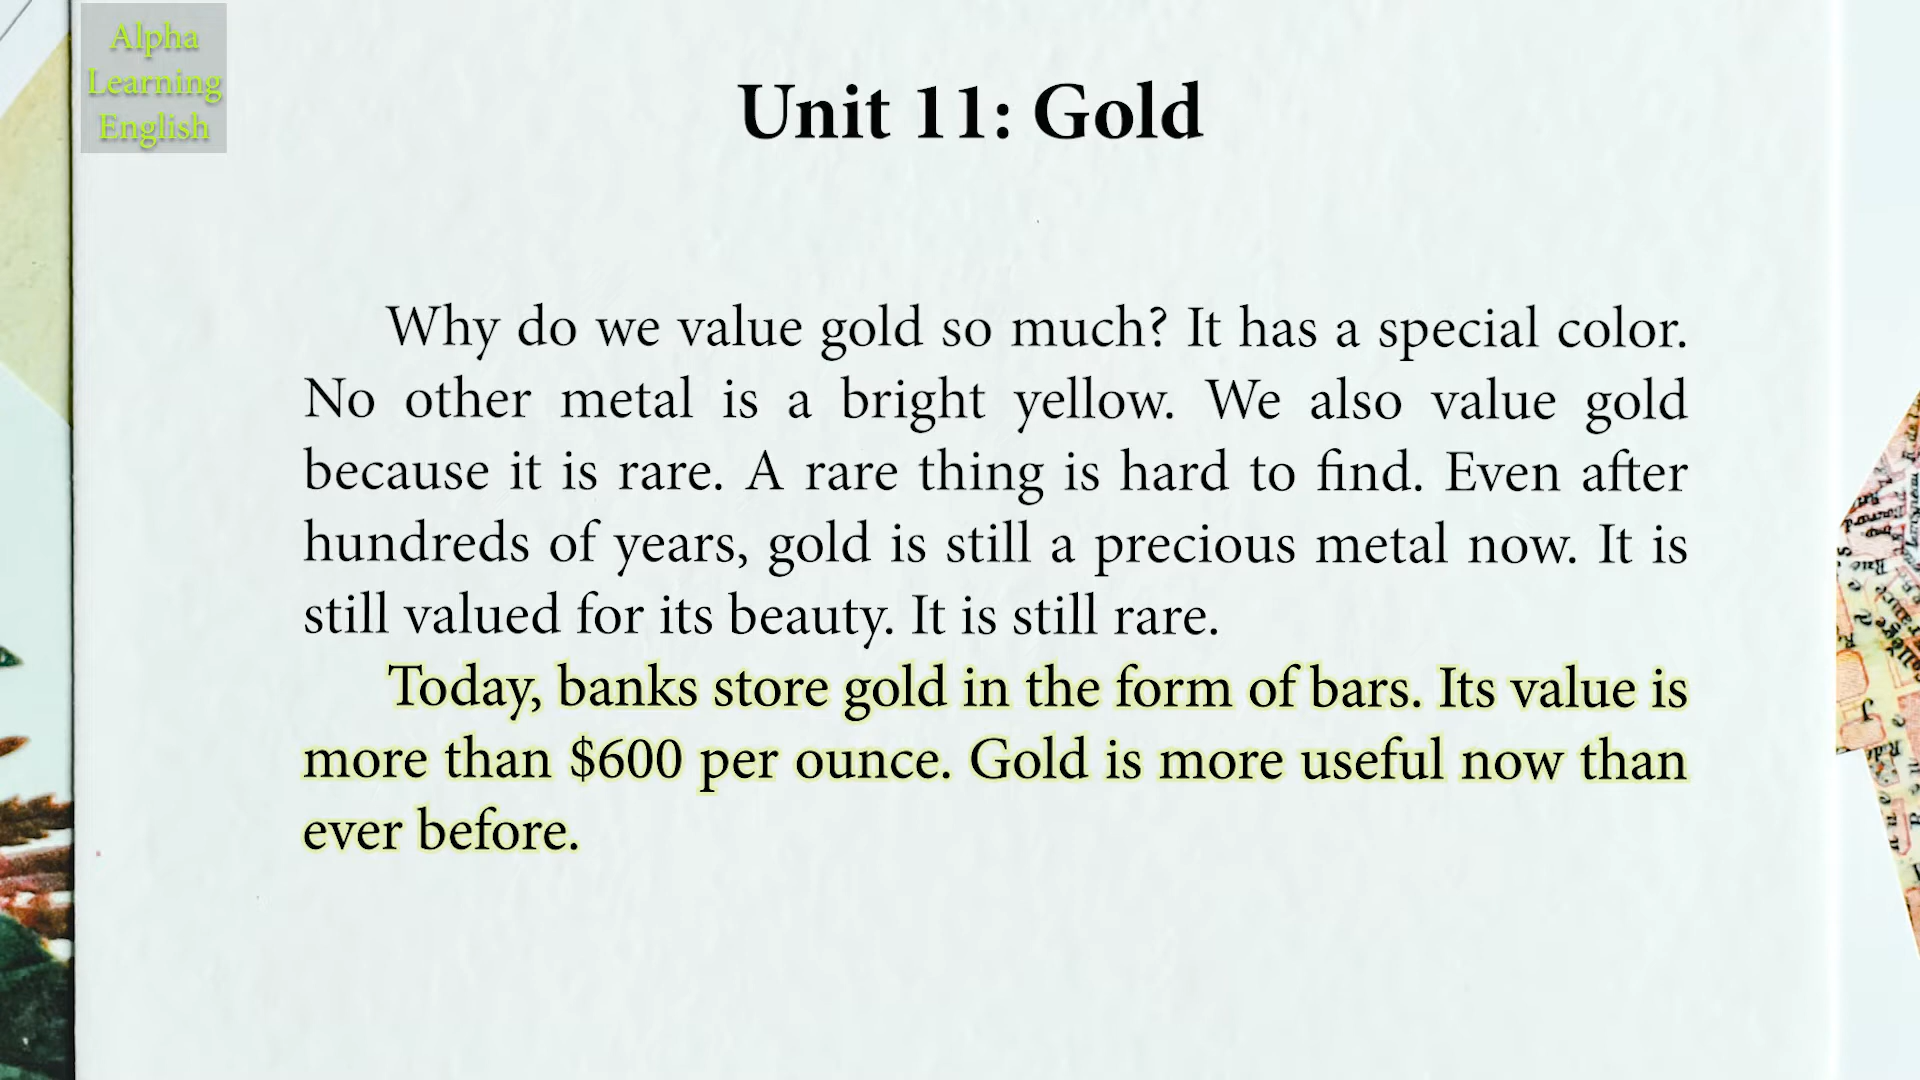 Alpha
Learning
English
Unit 11: Gold
Why do we value gold so much? It has a special color.
No other metal is a bright yellow. We also value gold
because it is rare. A rare thing is hard to find. Even after
hundreds of years, gold is still a precious metal now. It is
still valued for its beauty. It is still rare.
Today, banks store gold in the form of bars. Its value is
more than $600 per ounce. Gold is more useful now than
ever before.